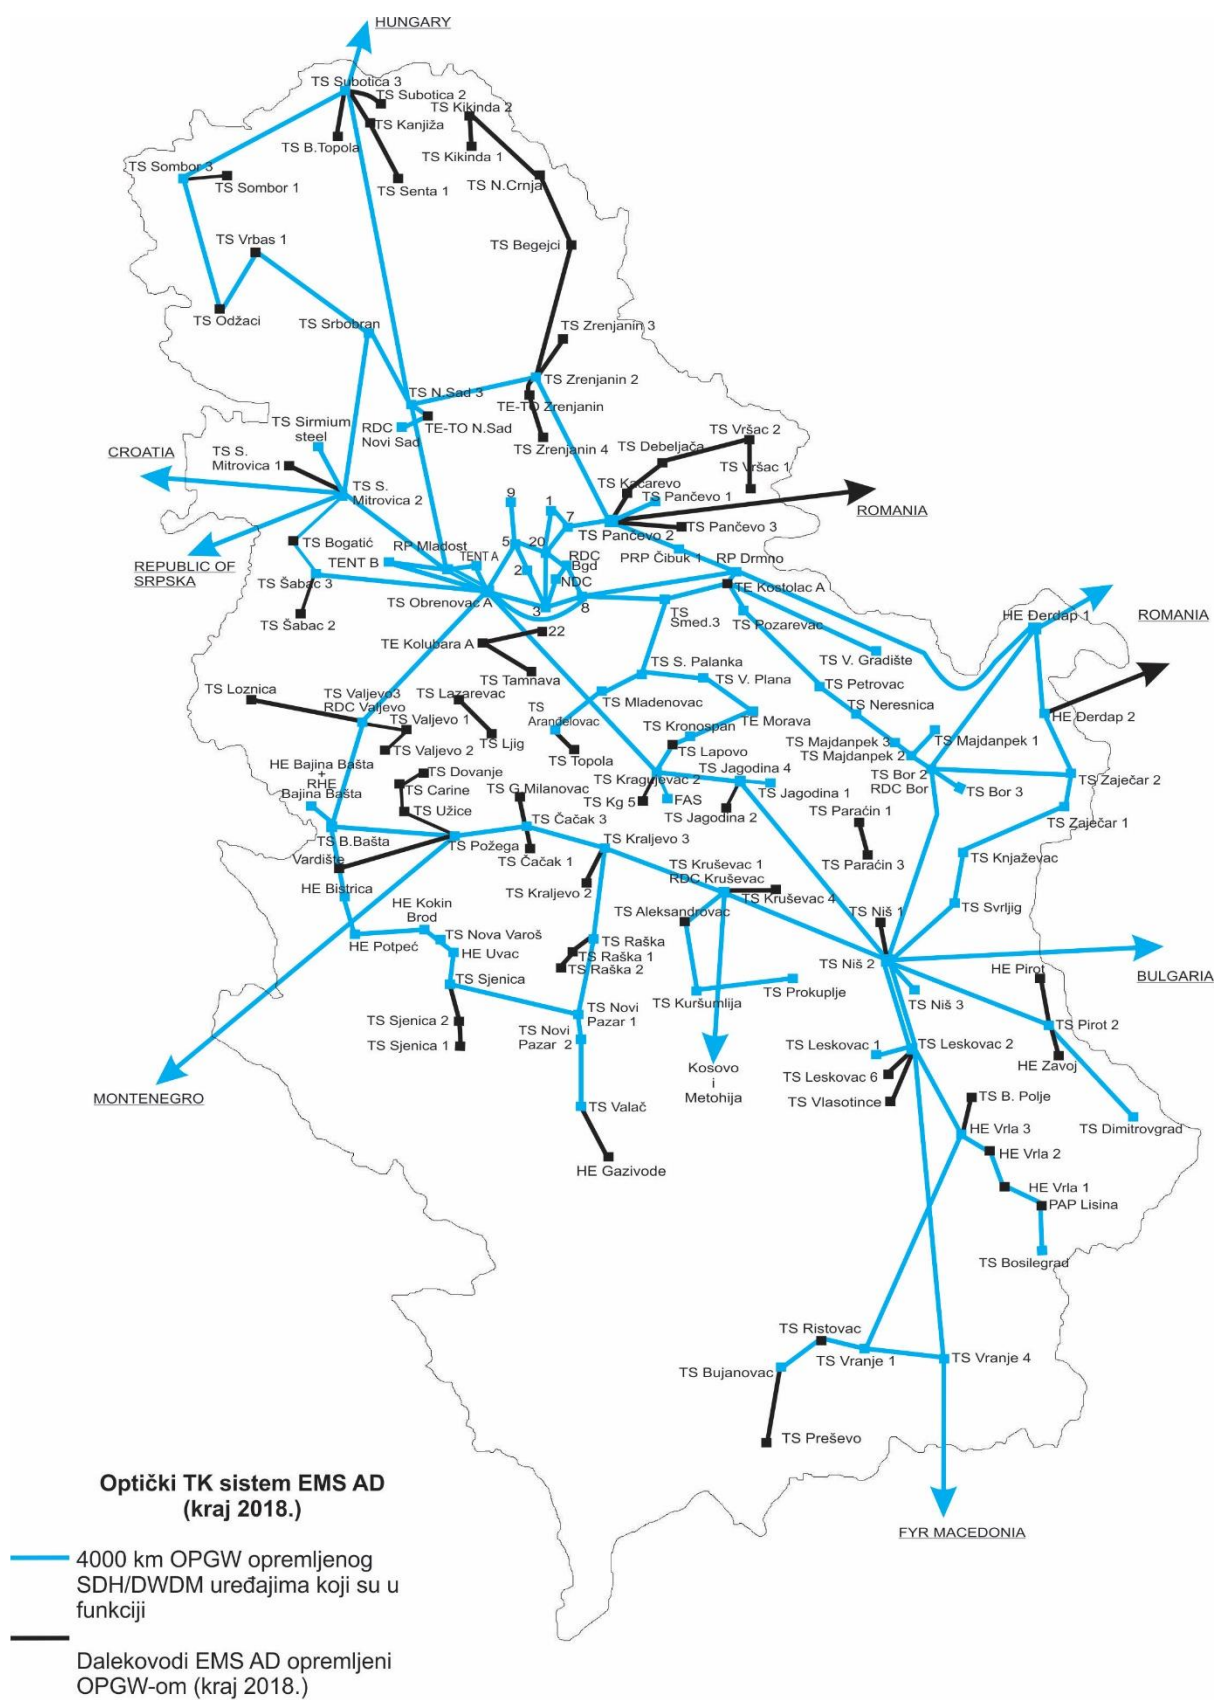 HUNGARY
TS Subotica 3
TS Subotica 2
TS Kanjiža
TS B.Topola
TS Senta 1
TS Kikinda 2
TS Kikinda 1
TS N.Crnja
TS Sombor 3
TS Sombor 1
TS Vrbas 1
TS Begejci
TS Odžaci
TS Srbobran
TS Zrenjanin 3
TS Zrenjanin 2
TS N.Sad 3
TE-TO Zrenjanin
TS Sirmium
steel
RDC
Novi Sad
TE-TO N.Sad
TS Zrenjanin 4
TS Debeljača
TS Vršac 2
TS Vršac 1
CROATIA
TS S.
Mitrovica 1
TS S.
Mitrovica 2
TS Kačarevo
TS Pančevo 1
ROMANIA
9
1
7
TS Pančevo 2
TS Pančevo 3
TS Bogatić
RP Mladost
TENT A
5
20
RDC
Bgd
PRP Čibuk 1
RP Drmno
REPUBLIC OF
SRPSKA
TENT B
2
NDC
TS Šabac 3
TE Kostolac A
TS Obrenovac A
3
8
TS
Smed.3
TS Pozarevac
HE Đerdap 1
ROMANIA
TS Šabac 2
TE Kolubara A
22
TS Tamnava
TS S. Palanka
TS V. Gradište
TS V. Plana
TS Petrovac
TS Loznica
TS Valjevo3
RDC Valjevo
TS Lazarevac
TS Mladenovac
TS Neresnica
HE Đerdap 2
TS Valjevo 1
TS
Aranđelovac
TS Kronospan
TE Morava
TS Valjevo 2
TS Ljig
TS Topola
TS Lapovo
TS Majdanpek 3
TS Majdanpek 2
TS Majdanpek 1
HE Bajina Bašta
+
RHE
Bajina Bašta
TS Dovanje
TS Carine
TS G.Milanovac
TS Kragujevac 2
TS Jagodina 4
TS Bor 2
RDC Bor
TS Zaječar 2
TS Jagodina 1
TS Bor 3
TS Užice
TS Kg 5
FAS
TS Jagodina 2
TS Paraćin 1
TS Zaječar 1
TS B.Bašta
TS Požega
TS Čačak 3
TS Kraljevo 3
TS Čačak 1
TS Paraćin 3
TS Knjaževac
Vardište
TS Kruševac 1
RDC Kruševac
TS Kraljevo 2
TS Kruševac 4
HE Bistrica
HE Kokin
Brod
TS Aleksandrovac
TS Niš 1
TS Svrljig
HE Potpeć
TS Nova Varoš
HE Uvac
TS Raška
TS Raška 1
TS Raška 2
TS Niš 2
BULGARIA
HE Pirot
TS Sjenica
TS Kuršumlija
TS Prokuplje
TS Niš 3
TS Novi
Pazar 1
TS Sjenica 2
TS Novi
Pazar 2
TS Pirot 2
TS Sjenica 1
TS Leskovac 1
TS Leskovac 2
Kosovo
i
Metohija
TS Leskovac 6
HE Zavoj
MONTENEGRO
TS Vlasotince
TS B. Polje
TS Valač
TS Dimitrovgrad
HE Vrla 3
HE Vrla 2
HE Gazivode
HE Vrla 1
PAP Lisina
TS Bosilegrad
TS Ristovac
TS Vranje 1
TS Vranje 4
TS Bujanovac
TS Preševo
Optički TK sistem EMS AD
(kraj 2018.)
FYR MACEDONIA
4000 km OPGW opremljenog
SDH/DWDM uređajima koji su u
funkciji
Dalekovodi EMS AD opremljeni
OPGW-om (kraj 2018.)